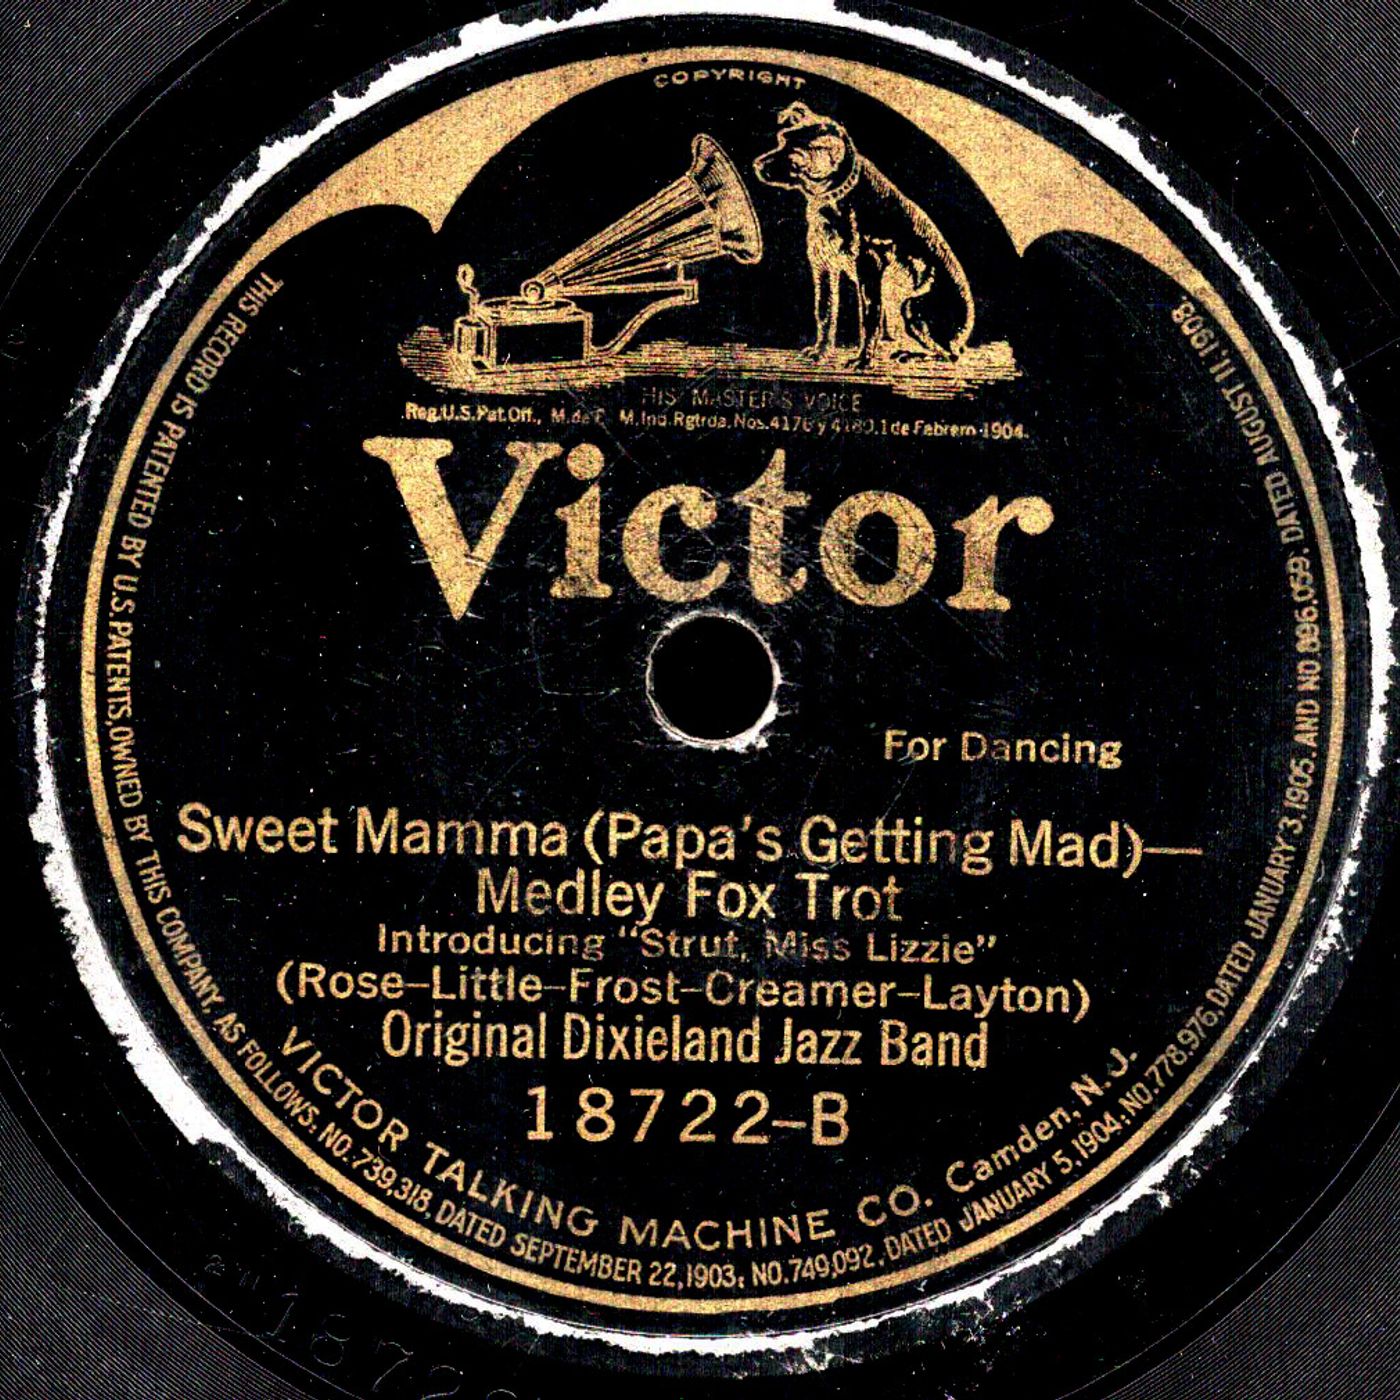 COPYRIGHT
HIS MASTER'S VOICE
Reg.U.S.Pat.Off., M.de F. M.Ind.Rgtrda.Nos.4176 y 4180.1 de Febrero 1904.
Victor
For Dancing
Sweet Mamma (Papa's Getting Mad)—
Medley Fox Trot
Introducing "Strut, Miss Lizzie"
(Rose–Little–Frost–Creamer–Layton)
Original Dixieland Jazz Band
18722–B
VICTOR TALKING MACHINE CO. Camden, N.J.
THIS RECORD IS PATENTED BY U.S.PATENTS, OWNED BY THIS COMPANY, AS FOLLOWS: NO.739,318, DATED SEPTEMBER 22,1903; NO.749,092, DATED JANUARY 5,1904; NO.778,976, DATED JANUARY 3,1905. AND NO 896,059. DATED AUGUST 11, 1908.
1872